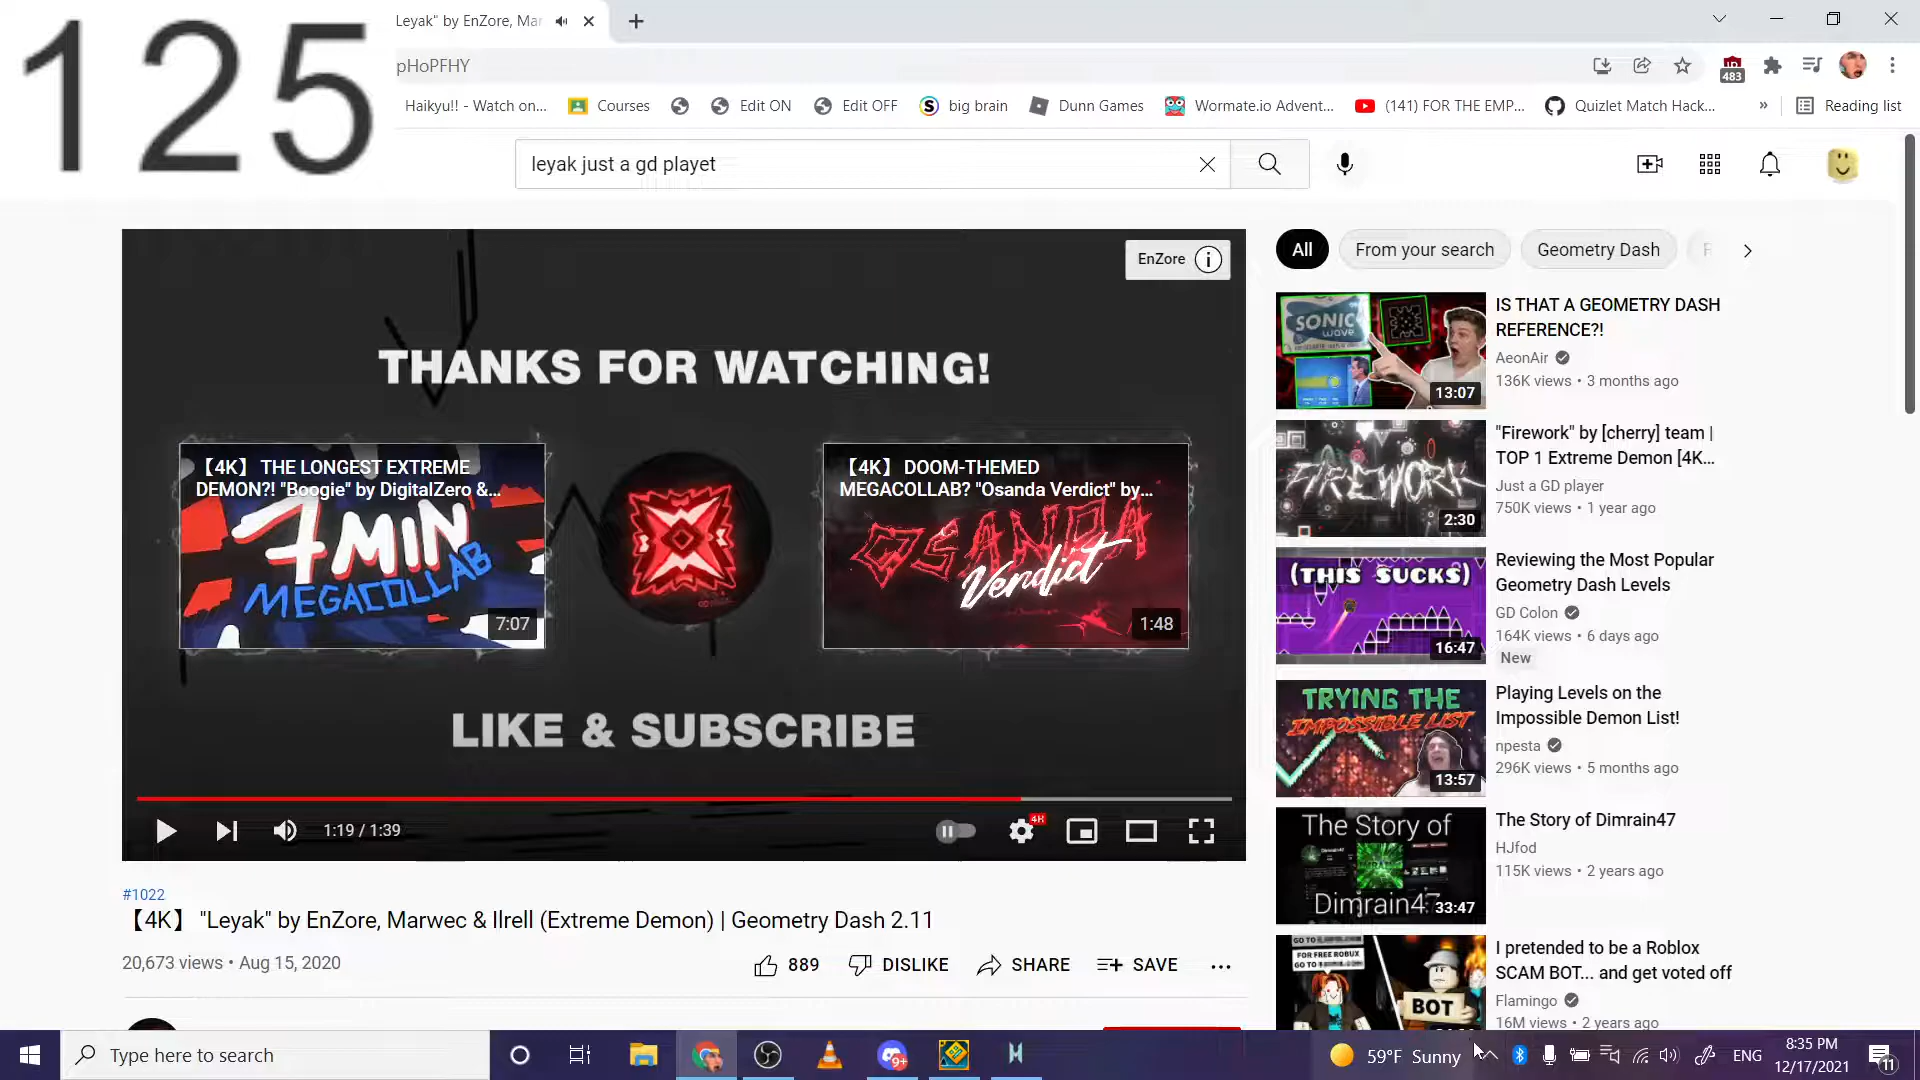 125
Leyak" by EnZore, Mar
pHoPFHY
483
Haikyu!! - Watch on...
Courses
Edit ON
Edit OFF
big brain
Dunn Games
Wormate.io Advent...
(141) FOR THE EMP...
Quizlet Match Hack...
»
Reading list
leyak just a gd playet
EnZore
THANKS FOR WATCHING!
【4K】 THE LONGEST EXTREME
DEMON?! "Boogie" by DigitalZero &...
7MIN
MEGACOLLAB
7:07
【4K】 DOOM-THEMED
MEGACOLLAB? "Osanda Verdict" by...
OSANDA
Verdict
1:48
LIKE & SUBSCRIBE
1:19 / 1:39
4K
#1022
【4K】 "Leyak" by EnZore, Marwec & Ilrell (Extreme Demon) | Geometry Dash 2.11
20,673 views • Aug 15, 2020
889
DISLIKE
SHARE
SAVE
All
From your search
Geometry Dash
SONIC
wave
13:07
IS THAT A GEOMETRY DASH
REFERENCE?!
AeonAir
136K views • 3 months ago
FIREWORK
2:30
"Firework" by [cherry] team |
TOP 1 Extreme Demon [4K...
Just a GD player
750K views • 1 year ago
(THIS SUCKS)
16:47
Reviewing the Most Popular
Geometry Dash Levels
GD Colon
164K views • 6 days ago
New
TRYING THE
IMPOSSIBLE LIST
13:57
Playing Levels on the
Impossible Demon List!
npesta
296K views • 5 months ago
The Story of
Dimrain47
33:47
The Story of Dimrain47
HJfod
115K views • 2 years ago
FOR FREE ROBUX
BOT
I pretended to be a Roblox
SCAM BOT... and get voted off
Flamingo
16M views • 2 years ago
Type here to search
9+
59°F Sunny
ENG
8:35 PM
12/17/2021
11